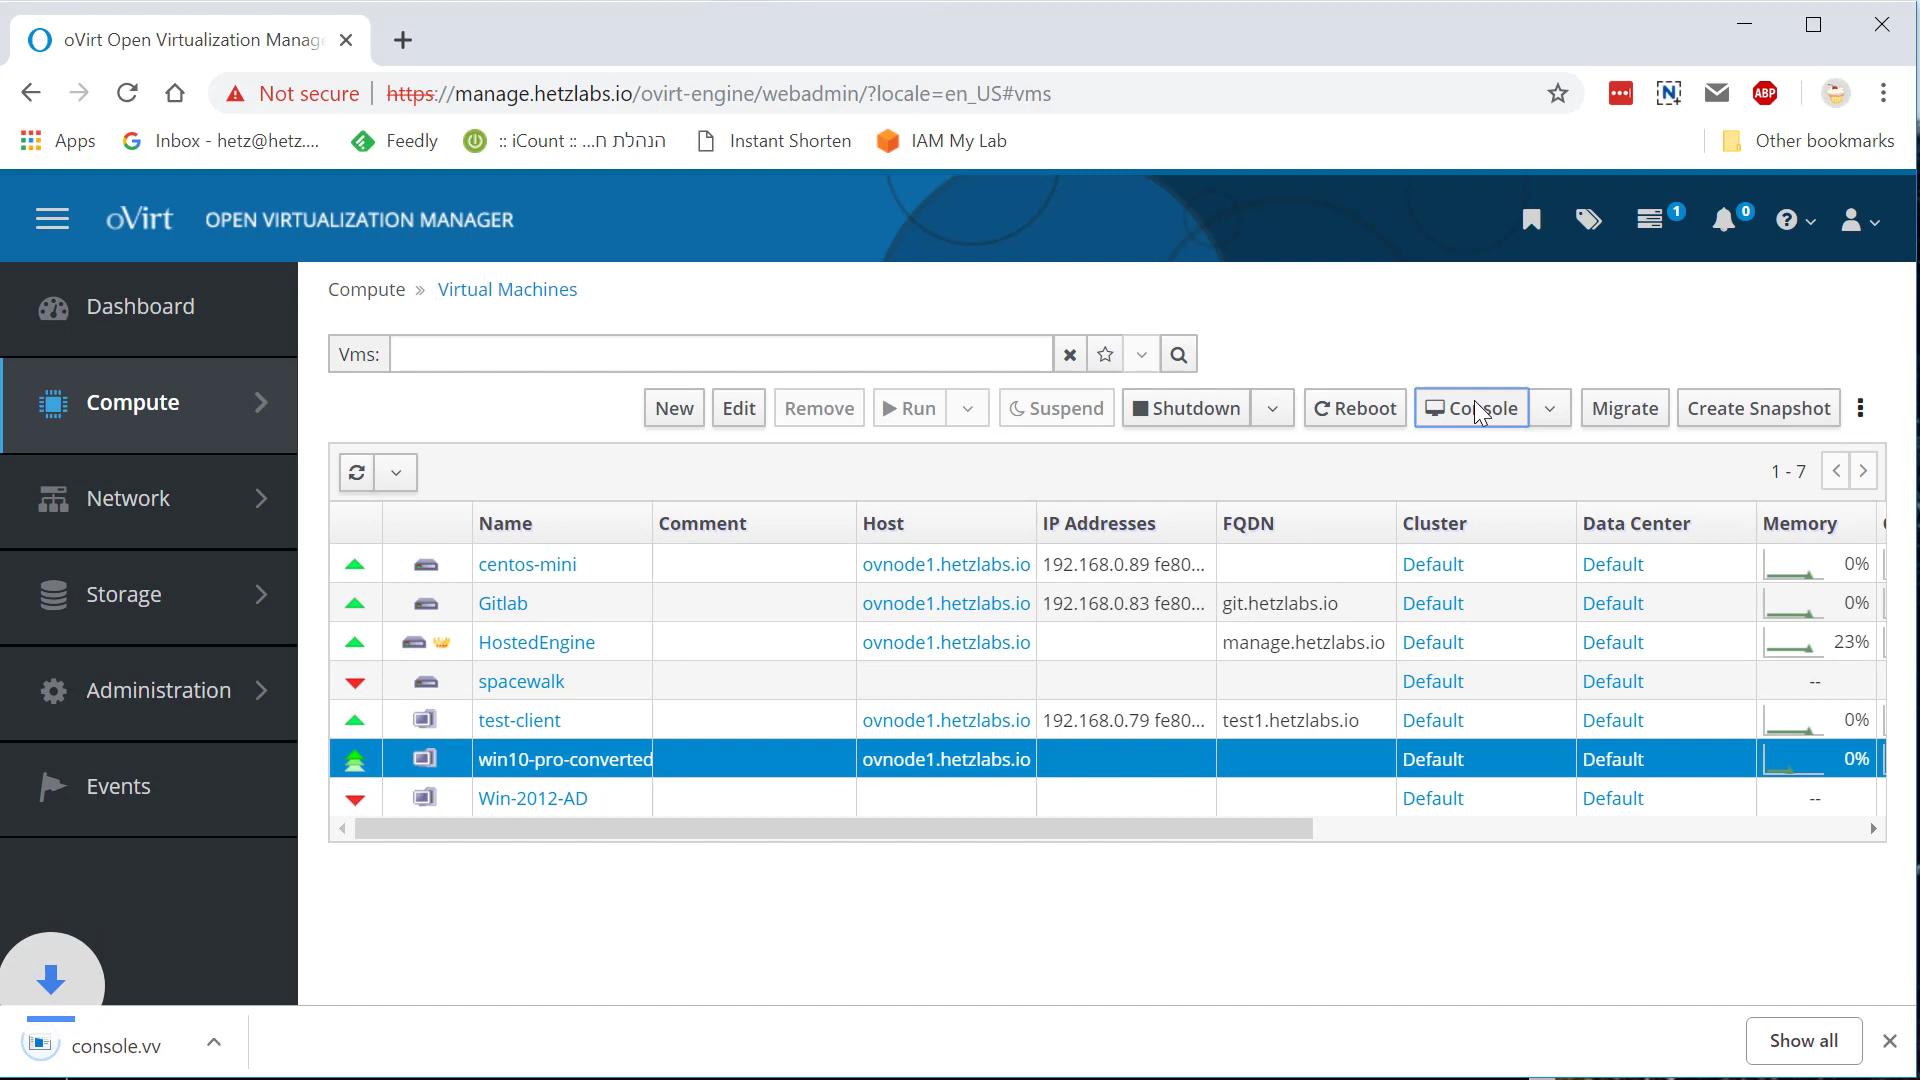 oVirt Open Virtualization Manage
Not secure https://manage.hetzlabs.io/ovirt-engine/webadmin/?locale=en_US#vms
ABP
Apps Inbox - hetz@hetz.... Feedly :: iCount :: ...הנהלת ח Instant Shorten IAM My Lab Other bookmarks
oVirt OPEN VIRTUALIZATION MANAGER 1 0
Dashboard
Compute
Network
Storage
Administration
Events
Compute » Virtual Machines
Vms:
New Edit Remove Run Suspend Shutdown Reboot Console Migrate Create Snapshot
1 - 7
Name Comment Host IP Addresses FQDN Cluster Data Center Memory
centos-mini ovnode1.hetzlabs.io 192.168.0.89 fe80... Default Default 0%
Gitlab ovnode1.hetzlabs.io 192.168.0.83 fe80... git.hetzlabs.io Default Default 0%
HostedEngine ovnode1.hetzlabs.io manage.hetzlabs.io Default Default 23%
spacewalk Default Default --
test-client ovnode1.hetzlabs.io 192.168.0.79 fe80... test1.hetzlabs.io Default Default 0%
win10-pro-converted ovnode1.hetzlabs.io Default Default 0%
Win-2012-AD Default Default --
console.vv Show all